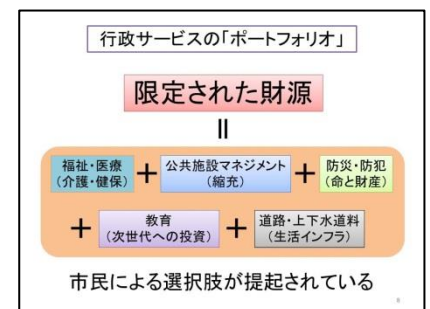 行政サービスの「ポートフォリオ」
限定された財源
＝
福祉・医療 ＋ 公共施設マネジメント ＋ 防災・防犯
(介護・健保) (縮充) (命と財産)
＋ 教育 ＋ 道路・上下水道料
(次世代への投資) (生活インフラ)
市民による選択肢が提起されている
8